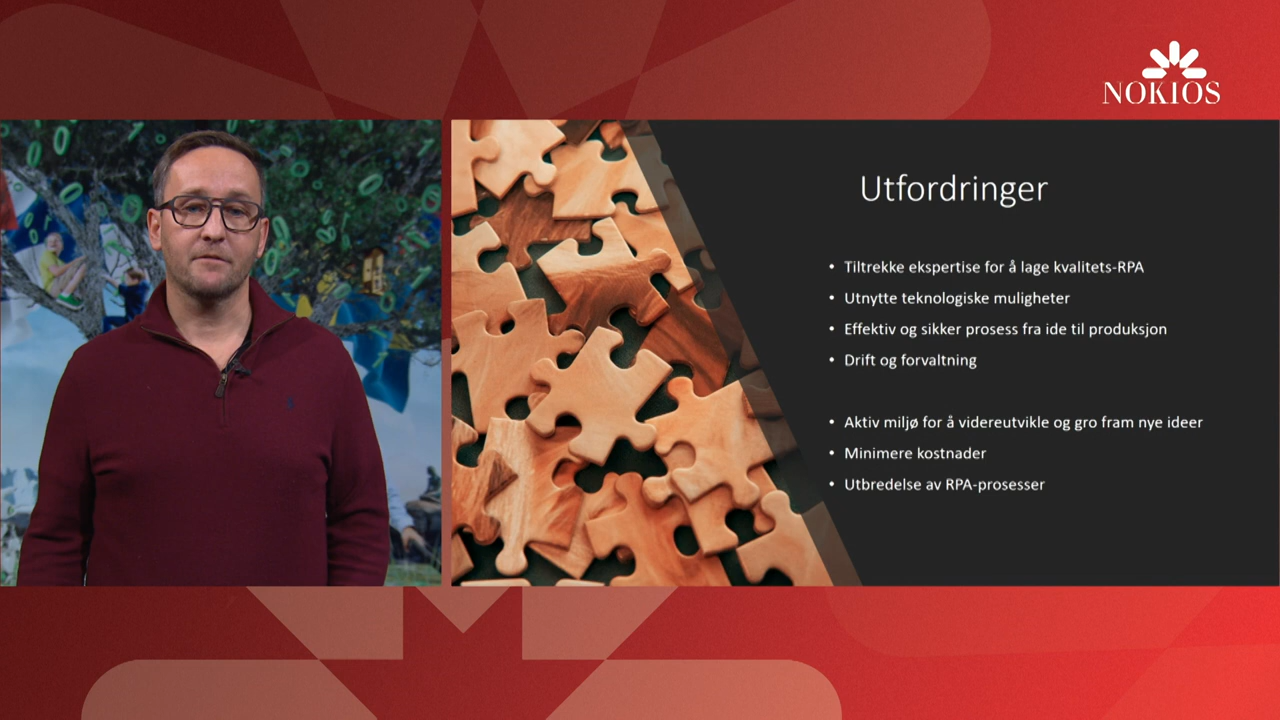 NOKIOS
Utfordringer
• Tiltrekke ekspertise for å lage kvalitets-RPA
• Utnytte teknologiske muligheter
• Effektiv og sikker prosess fra ide til produksjon
• Drift og forvaltning
• Aktiv miljø for å videreutvikle og gro fram nye ideer
• Minimere kostnader
• Utbredelse av RPA-prosesser